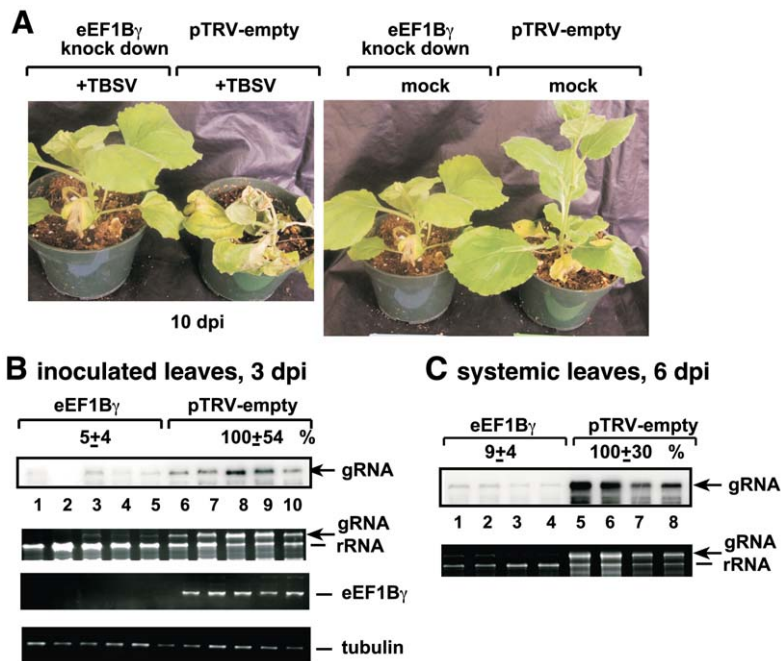 A
eEF1Bγ knock down pTRV-empty eEF1Bγ knock down pTRV-empty
+TBSV +TBSV mock mock
10 dpi
B inoculated leaves, 3 dpi
eEF1Bγ pTRV-empty
5±4 100±54 %
gRNA
1 2 3 4 5 6 7 8 9 10
gRNA
rRNA
eEF1Bγ
tubulin
C systemic leaves, 6 dpi
eEF1Bγ pTRV-empty
9±4 100±30 %
gRNA
1 2 3 4 5 6 7 8
gRNA
rRNA